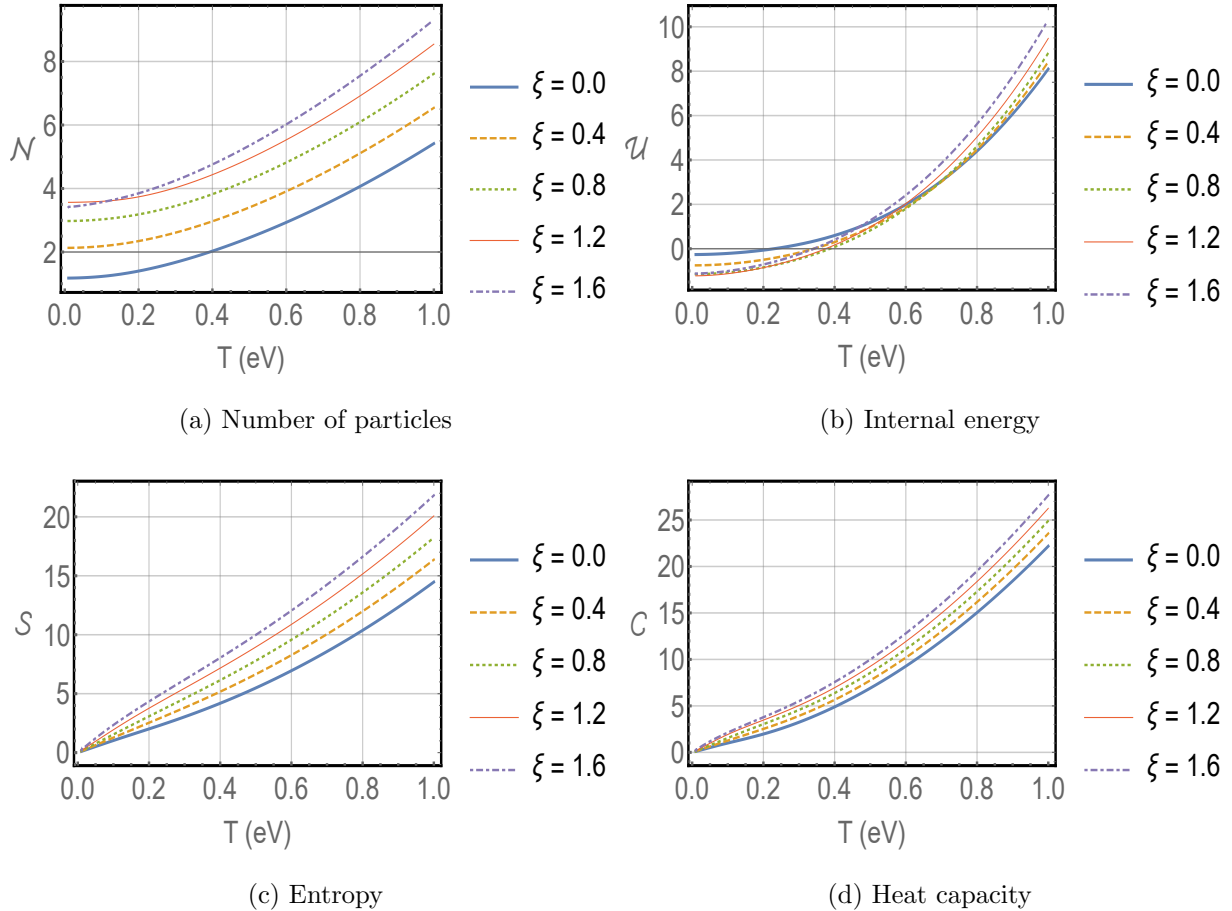 8
6
4
2
𝒩
0.0 0.2 0.4 0.6 0.8 1.0
T (eV)
ξ = 0.0
ξ = 0.4
ξ = 0.8
ξ = 1.2
ξ = 1.6
(a) Number of particles
10
8
6
4
2
0
𝒰
0.0 0.2 0.4 0.6 0.8 1.0
T (eV)
ξ = 0.0
ξ = 0.4
ξ = 0.8
ξ = 1.2
ξ = 1.6
(b) Internal energy
20
15
10
5
0
𝒮
0.0 0.2 0.4 0.6 0.8 1.0
T (eV)
ξ = 0.0
ξ = 0.4
ξ = 0.8
ξ = 1.2
ξ = 1.6
(c) Entropy
25
20
15
10
5
0
𝒞
0.0 0.2 0.4 0.6 0.8 1.0
T (eV)
ξ = 0.0
ξ = 0.4
ξ = 0.8
ξ = 1.2
ξ = 1.6
(d) Heat capacity